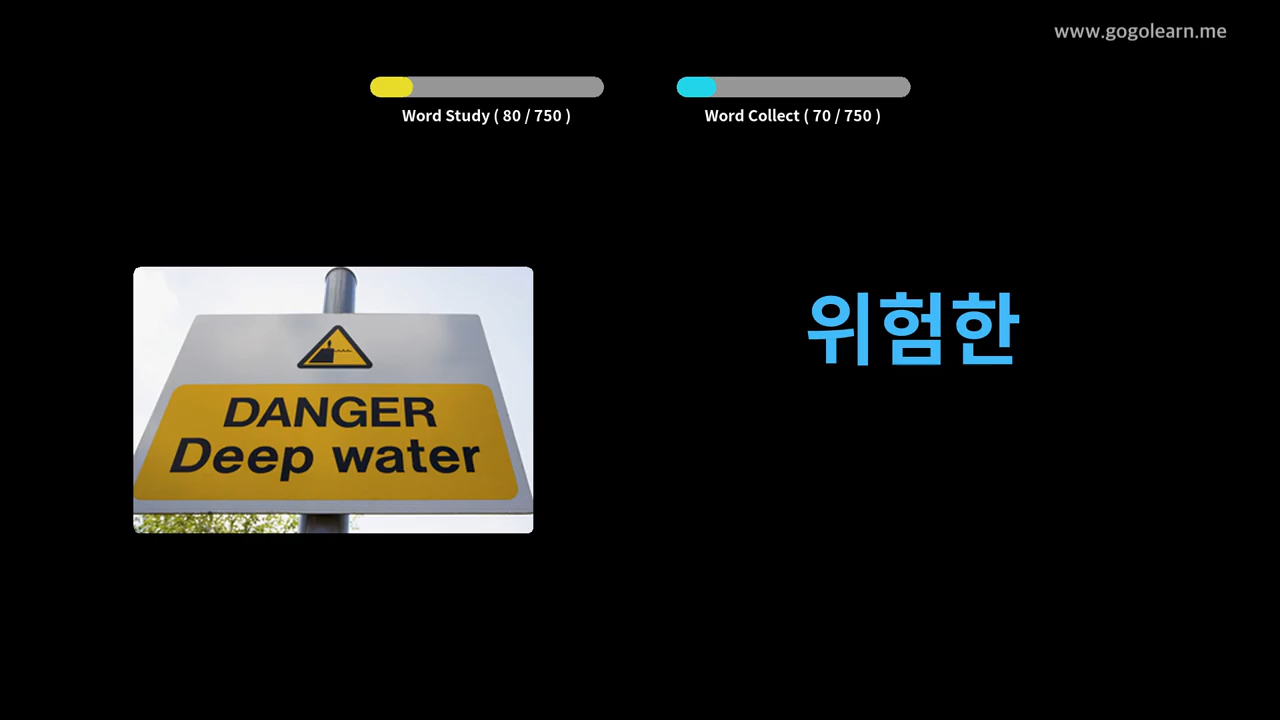 www.gogolearn.me
Word Study ( 80 / 750 )
Word Collect ( 70 / 750 )
DANGER
Deep water
위험한